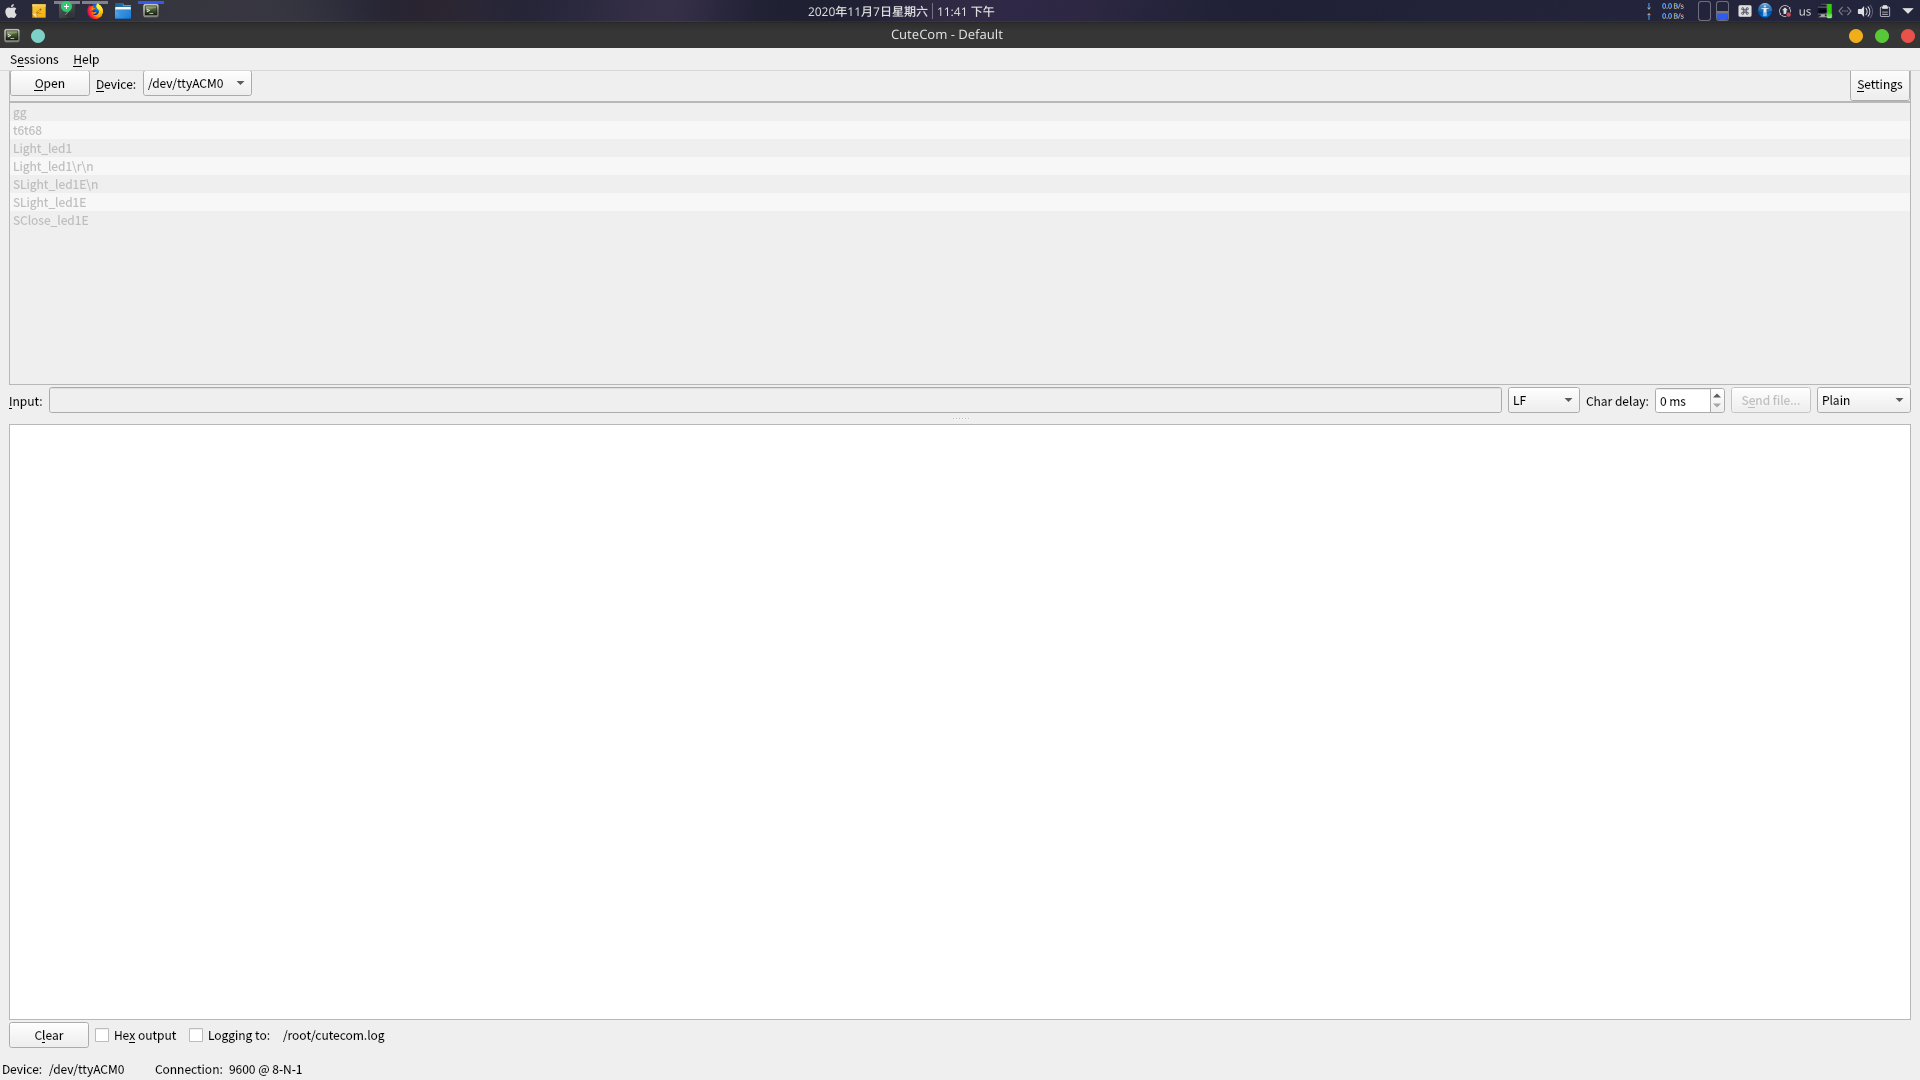 2020年11月7日星期六 11:41 下午
0.0 B/s
0.0 B/s
us
CuteCom - Default
Sessions Help
Open Device: /dev/ttyACM0 Settings
gg
t6t68
Light_led1
Light_led1\r\n
SLight_led1E\n
SLight_led1E
SClose_led1E
Input: LF Char delay: 0 ms Send file... Plain
Clear Hex output Logging to: /root/cutecom.log
Device: /dev/ttyACM0 Connection: 9600 @ 8-N-1